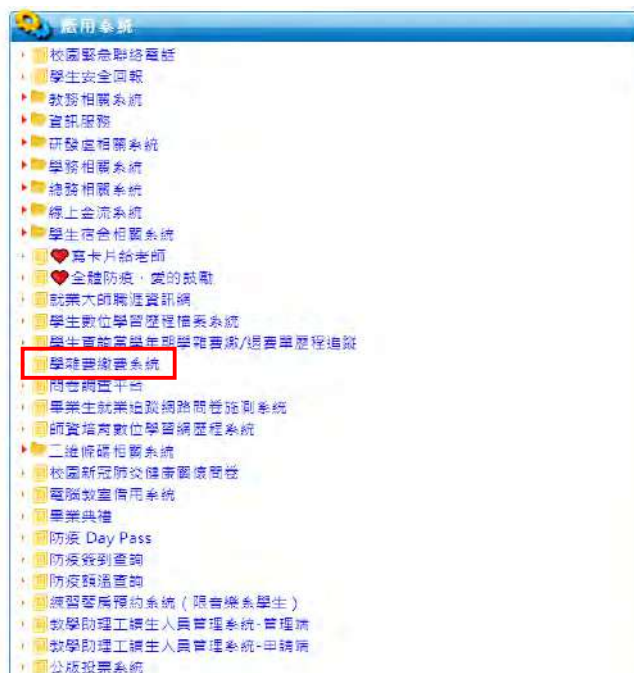 應用系統
校園緊急聯絡電話
學生安全回報
教務相關系統
資訊服務
研發處相關系統
學務相關系統
總務相關系統
線上金流系統
學生宿舍相關系統
寫卡片給老師
全體防疫，愛的鼓勵
就業大師職涯資訊網
學生數位學習歷程檔案系統
學生查詢當學年期學雜費繳/退費單歷程追蹤
學雜費繳費系統
問卷調查平台
畢業生就業追蹤網路問卷施測系統
師資培育數位學習網歷程系統
二維條碼相關系統
校園新冠肺炎健康關懷問卷
電腦教室借用系統
畢業典禮
防疫 Day Pass
防疫簽到查詢
防疫額溫查詢
練習琴房預約系統（限音樂系學生）
教學助理工讀生人員管理系統-管理端
教學助理工讀生人員管理系統-申請端
公版投票系統